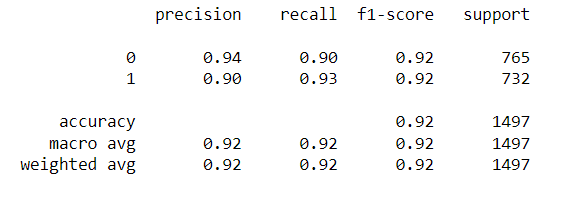 precision recall f1-score support
0 0.94 0.90 0.92 765
1 0.90 0.93 0.92 732
accuracy 0.92 1497
macro avg 0.92 0.92 0.92 1497
weighted avg 0.92 0.92 0.92 1497